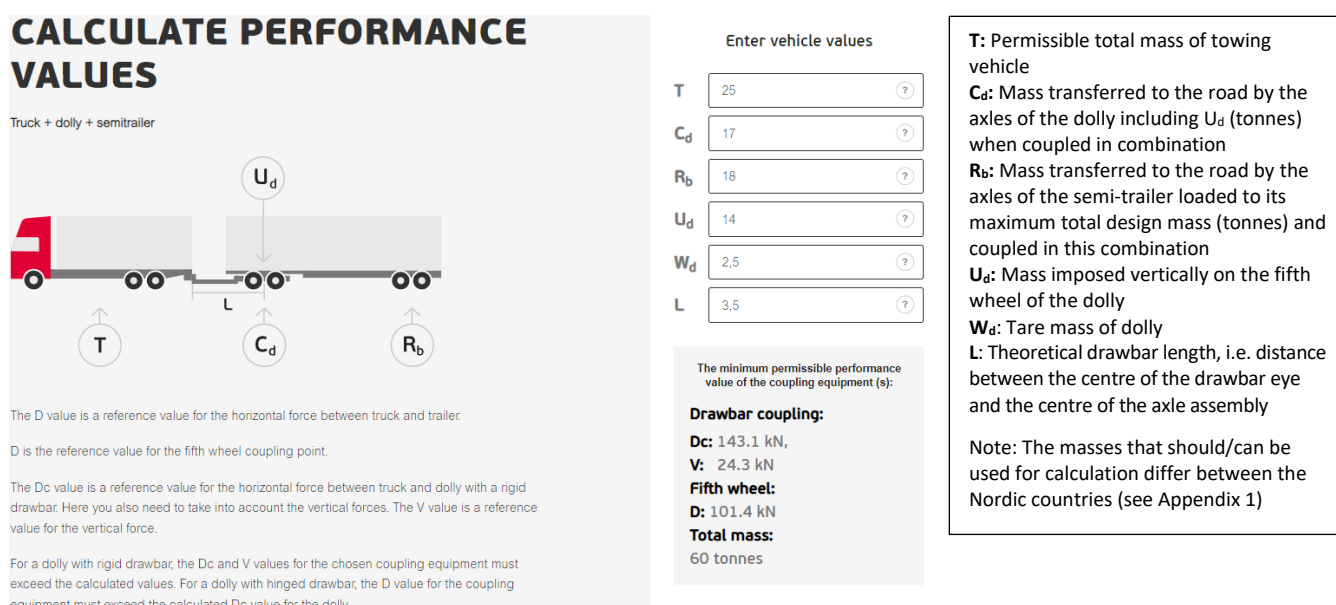 CALCULATE PERFORMANCE
VALUES
Truck + dolly + semitrailer
Ud
L
T
Cd
Rb
The D value is a reference value for the horizontal force between truck and trailer.
D is the reference value for the fifth wheel coupling point.
The Dc value is a reference value for the horizontal force between truck and dolly with a rigid
drawbar. Here you also need to take into account the vertical forces. The V value is a reference
value for the vertical force.
For a dolly with rigid drawbar, the Dc and V values for the chosen coupling equipment must
exceed the calculated values. For a dolly with hinged drawbar, the D value for the coupling
equipment must exceed the calculated Dc value for the dolly.
Enter vehicle values
T 25 ?
Cd 17 ?
Rb 18 ?
Ud 14 ?
Wd 2,5 ?
L 3,5 ?
The minimum permissible performance
value of the coupling equipment (s):
Drawbar coupling:
Dc: 143.1 kN,
V: 24.3 kN
Fifth wheel:
D: 101.4 kN
Total mass:
60 tonnes
T: Permissible total mass of towing
vehicle
Cd: Mass transferred to the road by the
axles of the dolly including Ud (tonnes)
when coupled in combination
Rb: Mass transferred to the road by the
axles of the semi-trailer loaded to its
maximum total design mass (tonnes) and
coupled in this combination
Ud: Mass imposed vertically on the fifth
wheel of the dolly
Wd: Tare mass of dolly
L: Theoretical drawbar length, i.e. distance
between the centre of the drawbar eye
and the centre of the axle assembly
Note: The masses that should/can be
used for calculation differ between the
Nordic countries (see Appendix 1)